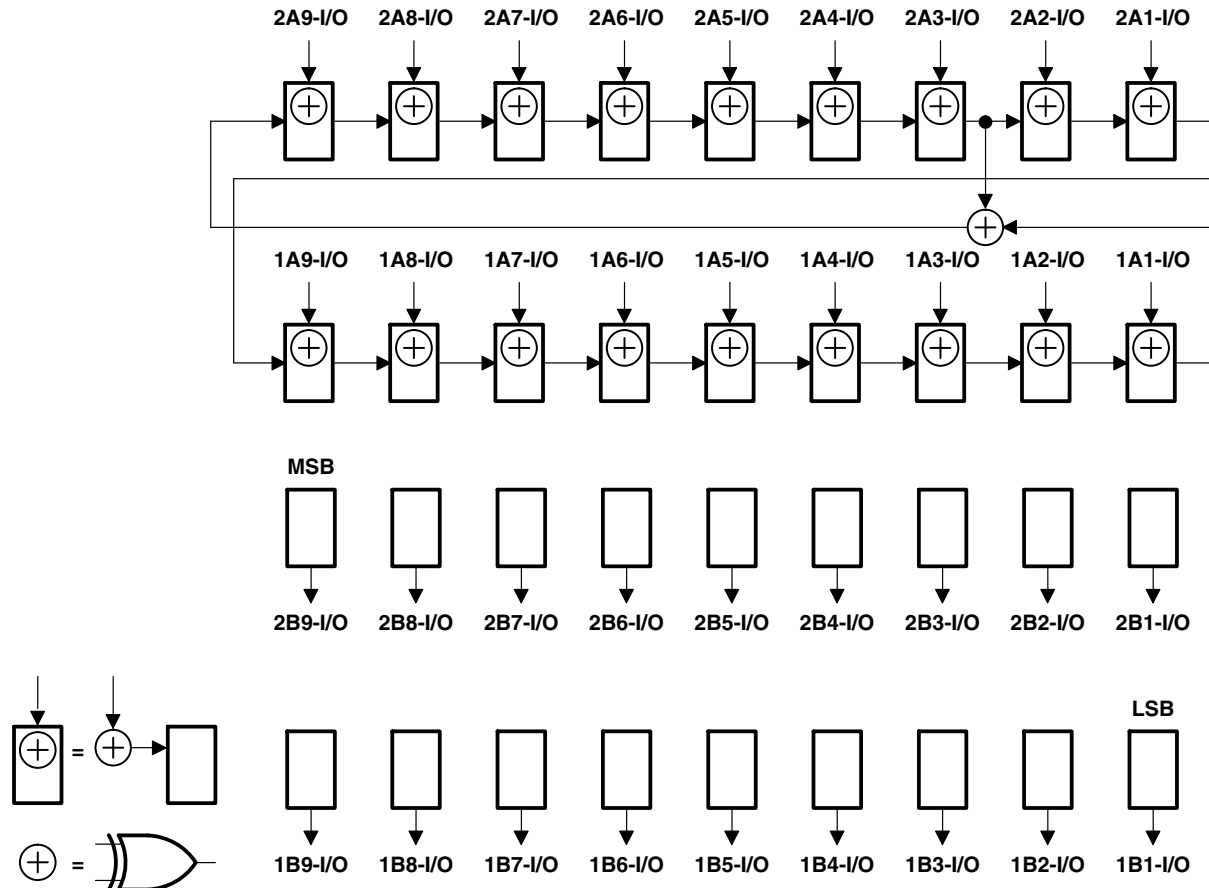 2A9-I/O 2A8-I/O 2A7-I/O 2A6-I/O 2A5-I/O 2A4-I/O 2A3-I/O 2A2-I/O 2A1-I/O
1A9-I/O 1A8-I/O 1A7-I/O 1A6-I/O 1A5-I/O 1A4-I/O 1A3-I/O 1A2-I/O 1A1-I/O
MSB
2B9-I/O 2B8-I/O 2B7-I/O 2B6-I/O 2B5-I/O 2B4-I/O 2B3-I/O 2B2-I/O 2B1-I/O
LSB
=
=
1B9-I/O 1B8-I/O 1B7-I/O 1B6-I/O 1B5-I/O 1B4-I/O 1B3-I/O 1B2-I/O 1B1-I/O